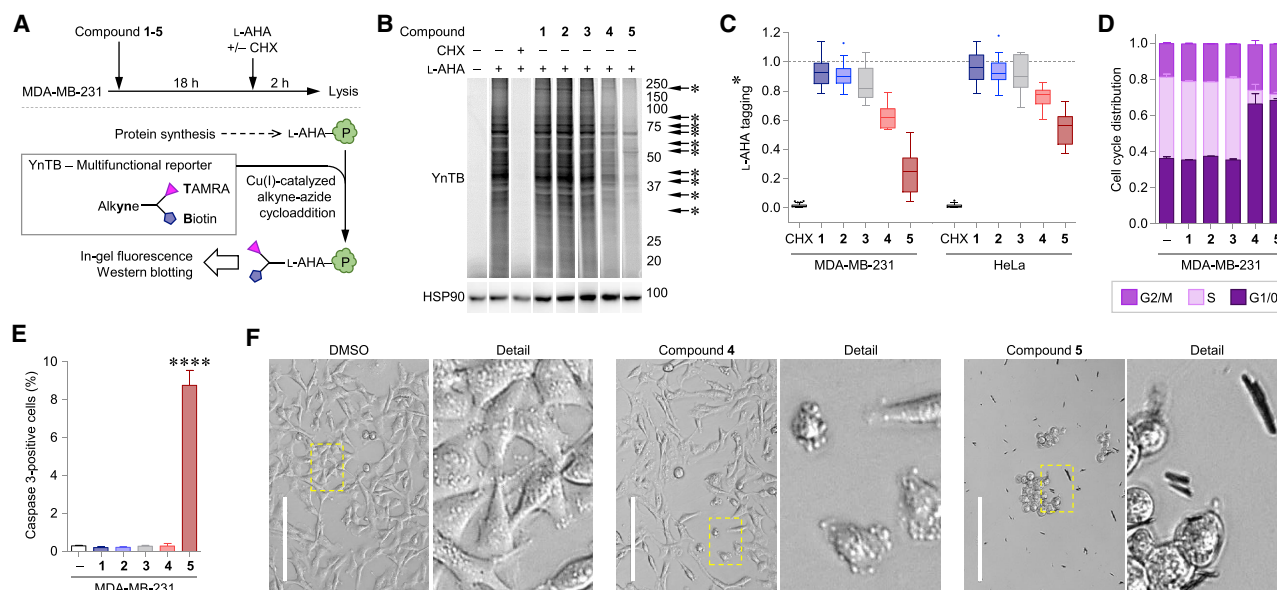 A
Compound 1-5
L-AHA
+/– CHX
18 h
2 h
MDA-MB-231
Lysis
Protein synthesis
L-AHA
P
YnTB – Multifunctional reporter
TAMRA
Alkyne
Biotin
Cu(I)-catalyzed
alkyne-azide
cycloaddition
In-gel fluorescence
Western blotting
L-AHA
P
B
Compound
1 2 3 4 5
CHX
– – + – – – – –
L-AHA
– + + + + + + +
YnTB
250
150
100
75
50
37
25
20
*
*
*
*
*
*
*
*
*
HSP90
100
C
L-AHA tagging *
1.2
1.0
0.8
0.6
0.4
0.2
0.0
CHX 1 2 3 4 5
CHX 1 2 3 4 5
MDA-MB-231
HeLa
D
Cell cycle distribution
1.0
0.8
0.6
0.4
0.2
0.0
– 1 2 3 4 5
MDA-MB-231
G2/M S G1/0
E
Caspase 3-positive cells (%)
10
8
6
4
2
0
****
– 1 2 3 4 5
MDA-MB-231
F
DMSO
Detail
Compound 4
Detail
Compound 5
Detail